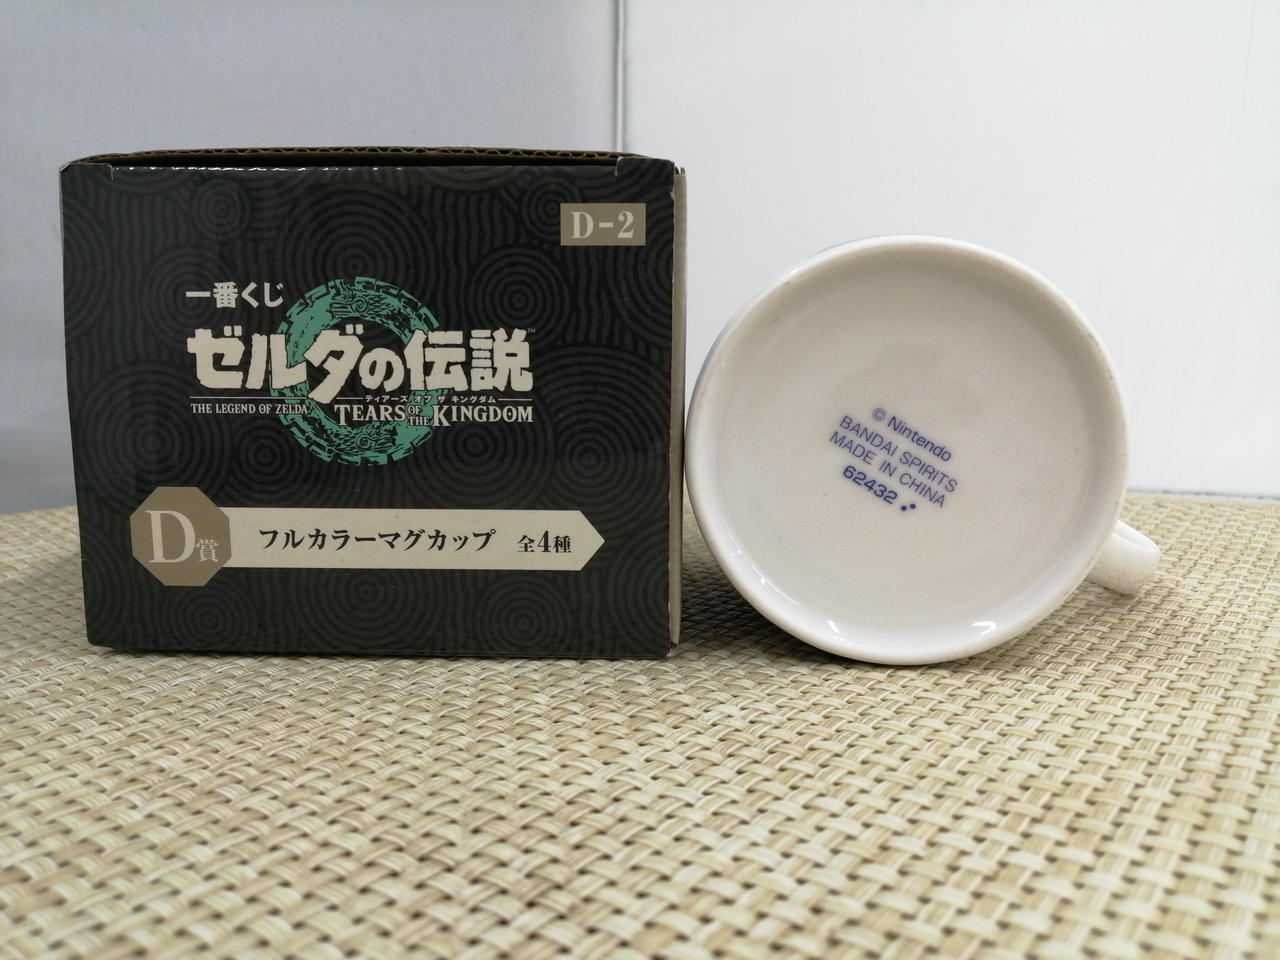 D-2
一番くじ
ゼルダの伝説™
ティアーズ オブ ザ キングダム
THE LEGEND OF ZELDA TEARS OF THE KINGDOM
D賞 フルカラーマグカップ 全4種
© Nintendo
BANDAI SPIRITS
MADE IN CHINA
62432